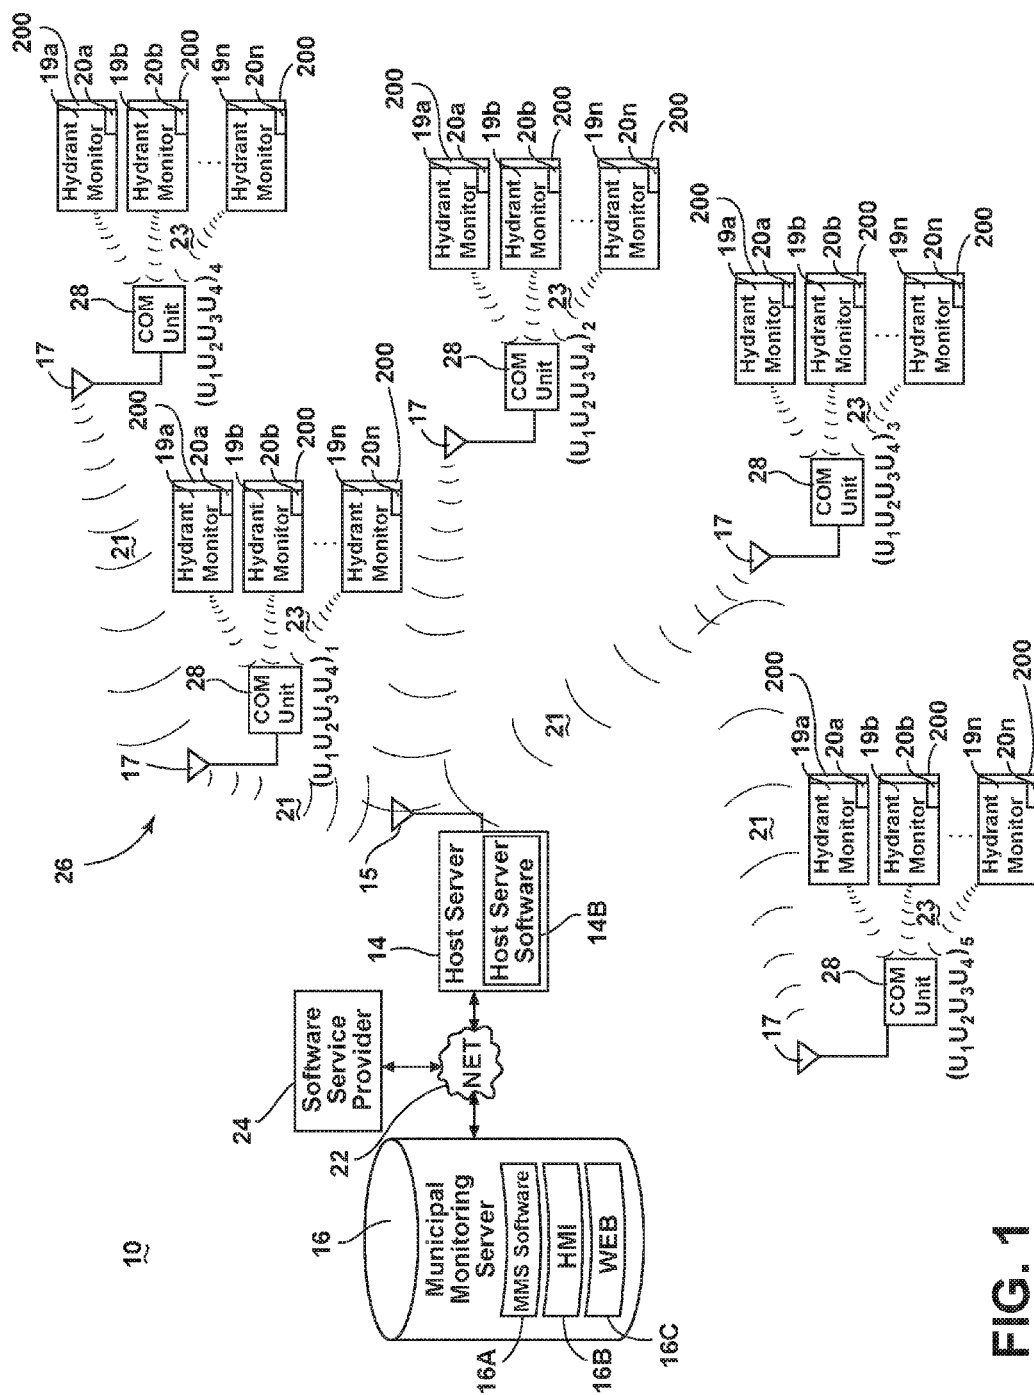 10
26
16
Municipal
Monitoring
Server
MMS Software
HMI
WEB
16A
16B
16C
22
NET
24
Software
Service
Provider
14
Host Server
Host Server
Software
14B
15
21
17
28
COM
Unit
(U1U2U3U4)1
23
Hydrant
Monitor
19a
20a
200
Hydrant
Monitor
19b
20b
200
Hydrant
Monitor
19n
20n
200
21
17
28
COM
Unit
(U1U2U3U4)4
23
Hydrant
Monitor
19a
20a
200
Hydrant
Monitor
19b
20b
200
Hydrant
Monitor
19n
20n
200
17
28
COM
Unit
(U1U2U3U4)2
23
Hydrant
Monitor
19a
20a
200
Hydrant
Monitor
19b
20b
200
Hydrant
Monitor
19n
20n
200
21
17
28
COM
Unit
(U1U2U3U4)3
23
Hydrant
Monitor
19a
20a
200
Hydrant
Monitor
19b
20b
200
Hydrant
Monitor
19n
20n
200
21
17
28
COM
Unit
(U1U2U3U4)5
23
Hydrant
Monitor
19a
20a
200
Hydrant
Monitor
19b
20b
200
Hydrant
Monitor
19n
20n
200
FIG. 1